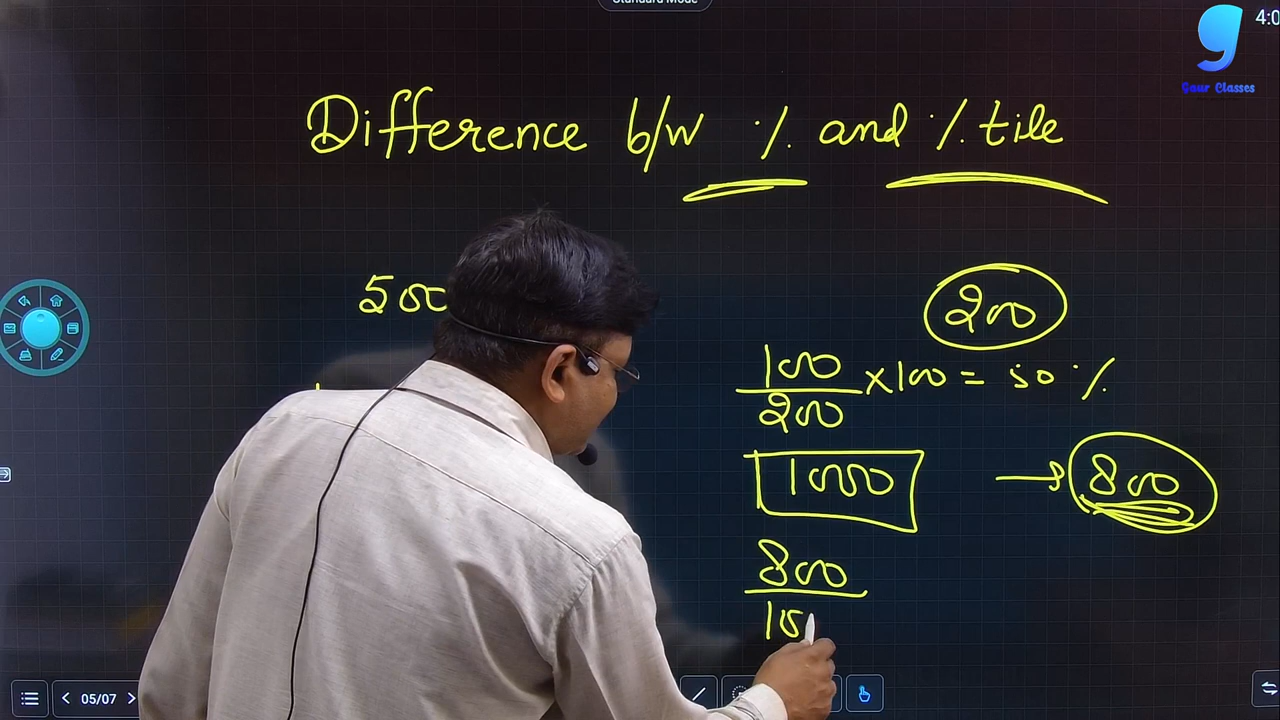 Standard Mode
4:0
Gaur Classes
Difference b/w % and %tile
500
200
100
200
×100 = 50 %
1000
→ 800
800
10
05/07